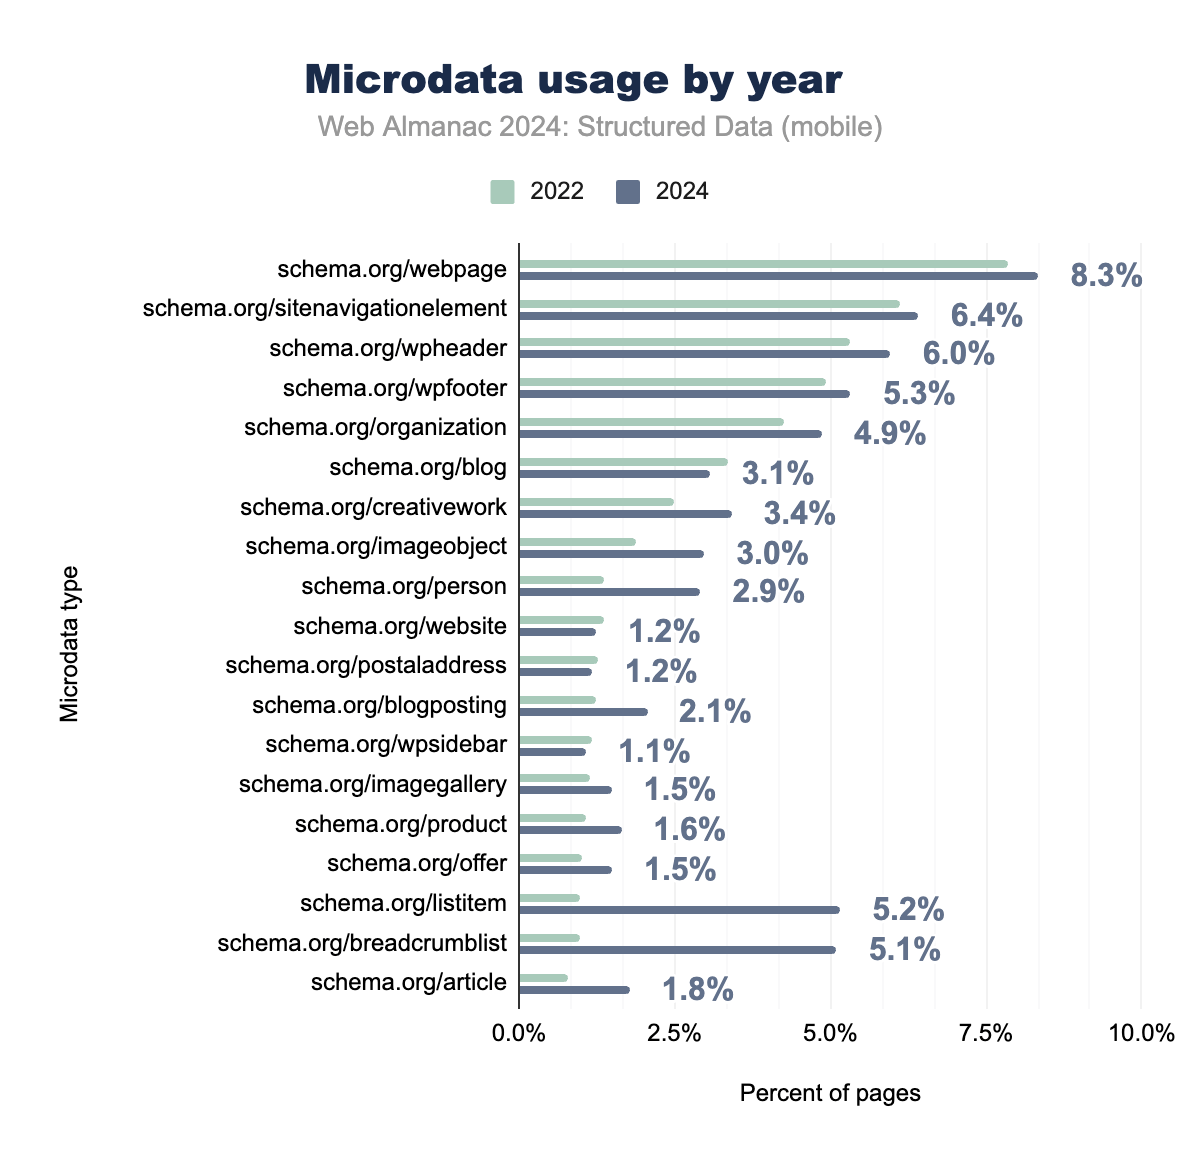 Microdata usage by year
Web Almanac 2024: Structured Data (mobile)
2022 2024
schema.org/webpage 8.3%
schema.org/sitenavigationelement 6.4%
schema.org/wpheader 6.0%
schema.org/wpfooter 5.3%
schema.org/organization 4.9%
schema.org/blog 3.1%
schema.org/creativework 3.4%
schema.org/imageobject 3.0%
schema.org/person 2.9%
schema.org/website 1.2%
schema.org/postaladdress 1.2%
schema.org/blogposting 2.1%
schema.org/wpsidebar 1.1%
schema.org/imagegallery 1.5%
schema.org/product 1.6%
schema.org/offer 1.5%
schema.org/listitem 5.2%
schema.org/breadcrumblist 5.1%
schema.org/article 1.8%
Microdata type
0.0% 2.5% 5.0% 7.5% 10.0%
Percent of pages